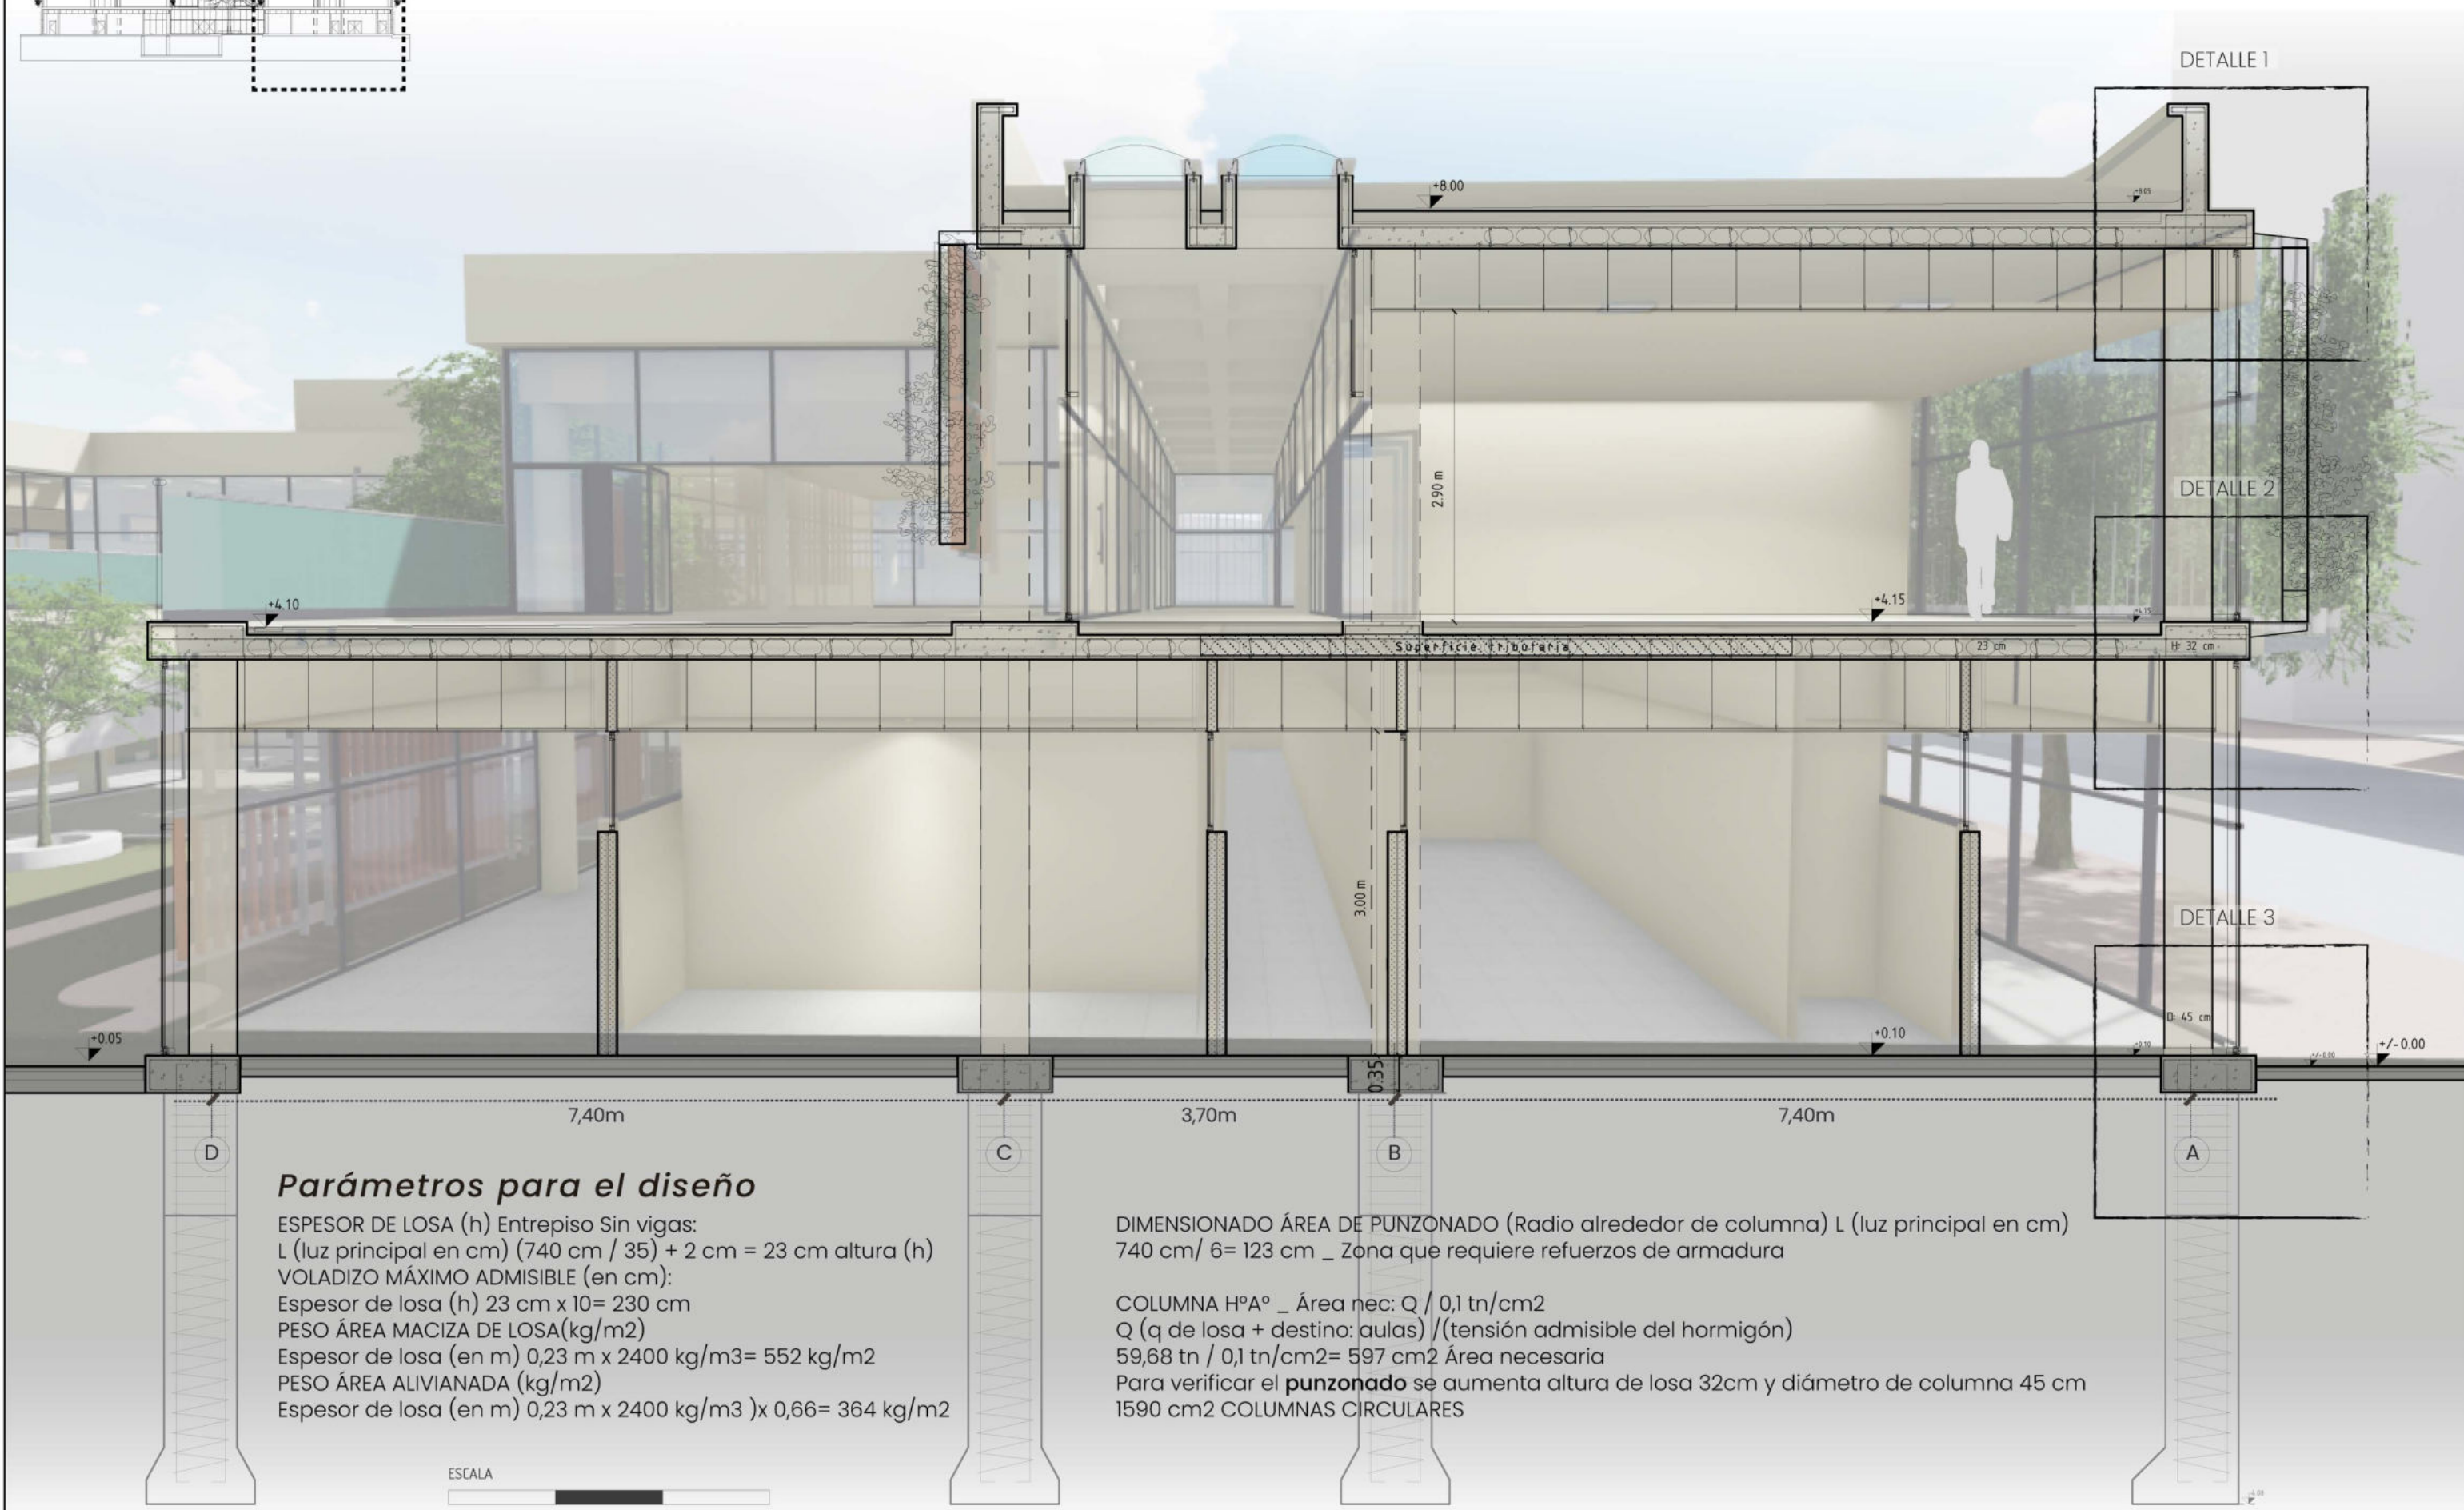 DETALLE 1
+8.00
+8.05
2.90 m
DETALLE 2
+4.10
+4.15
+4.15
Superficie tributaria
23 cm
H: 32 cm
3.00 m
DETALLE 3
D: 45 cm
+0.05
+0.10
+0.10
+/-0.00
+/-0.00
0.35
7,40m
3,70m
7,40m
D
C
B
A
Parámetros para el diseño
ESPESOR DE LOSA (h) Entrepiso Sin vigas:
L (luz principal en cm) (740 cm / 35) + 2 cm = 23 cm altura (h)
VOLADIZO MÁXIMO ADMISIBLE (en cm):
Espesor de losa (h) 23 cm x 10= 230 cm
PESO ÁREA MACIZA DE LOSA(kg/m2)
Espesor de losa (en m) 0,23 m x 2400 kg/m3= 552 kg/m2
PESO ÁREA ALIVIANADA (kg/m2)
Espesor de losa (en m) 0,23 m x 2400 kg/m3 )x 0,66= 364 kg/m2
DIMENSIONADO ÁREA DE PUNZONADO (Radio alrededor de columna) L (luz principal en cm)
740 cm/ 6= 123 cm _ Zona que requiere refuerzos de armadura
COLUMNA HºAº _ Área nec: Q / 0,1 tn/cm2
Q (q de losa + destino: aulas) /(tensión admisible del hormigón)
59,68 tn / 0,1 tn/cm2= 597 cm2 Área necesaria
Para verificar el punzonado se aumenta altura de losa 32cm y diámetro de columna 45 cm
1590 cm2 COLUMNAS CIRCULARES
ESCALA